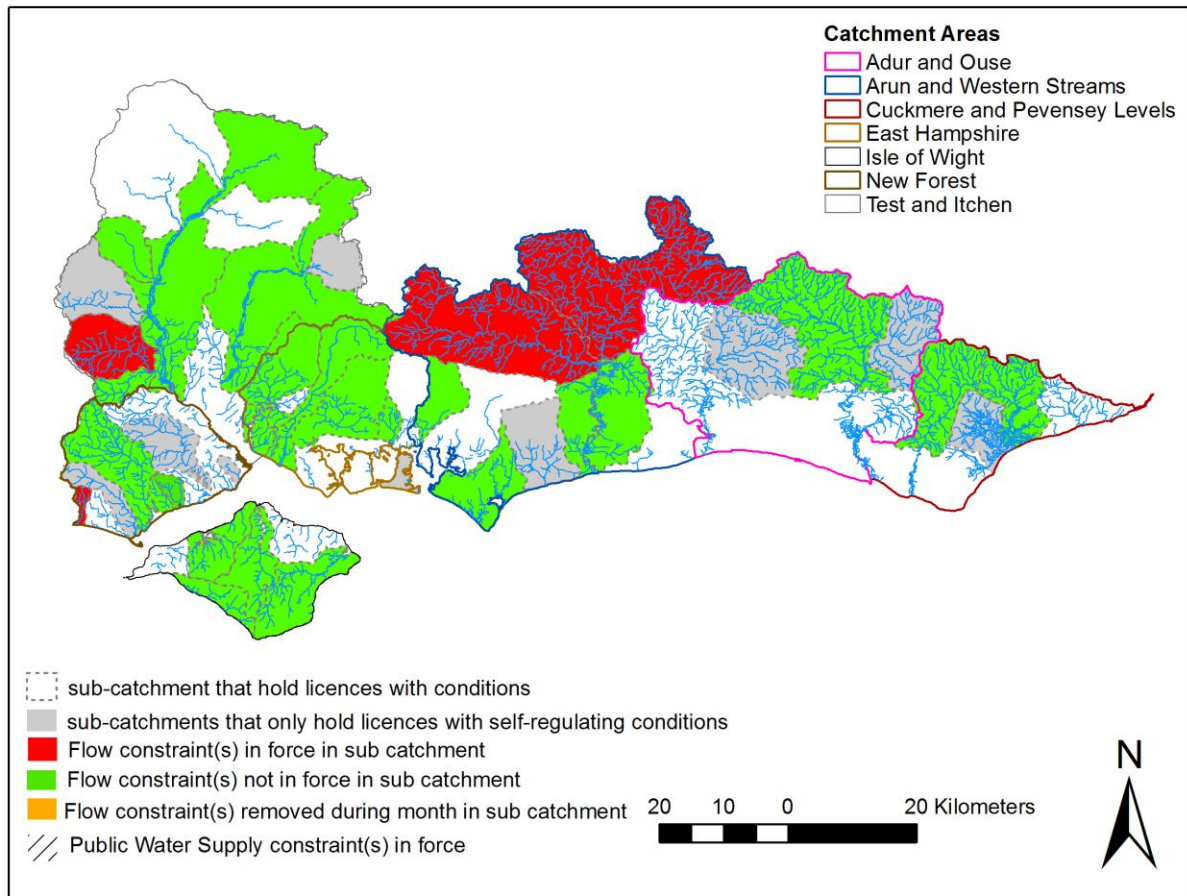 Catchment Areas
Adur and Ouse
Arun and Western Streams
Cuckmere and Pevensey Levels
East Hampshire
Isle of Wight
New Forest
Test and Itchen
sub-catchment that hold licences with conditions
sub-catchments that only hold licences with self-regulating conditions
Flow constraint(s) in force in sub catchment
Flow constraint(s) not in force in sub catchment
Flow constraint(s) removed during month in sub catchment
Public Water Supply constraint(s) in force
20 10 0 20 Kilometers
N